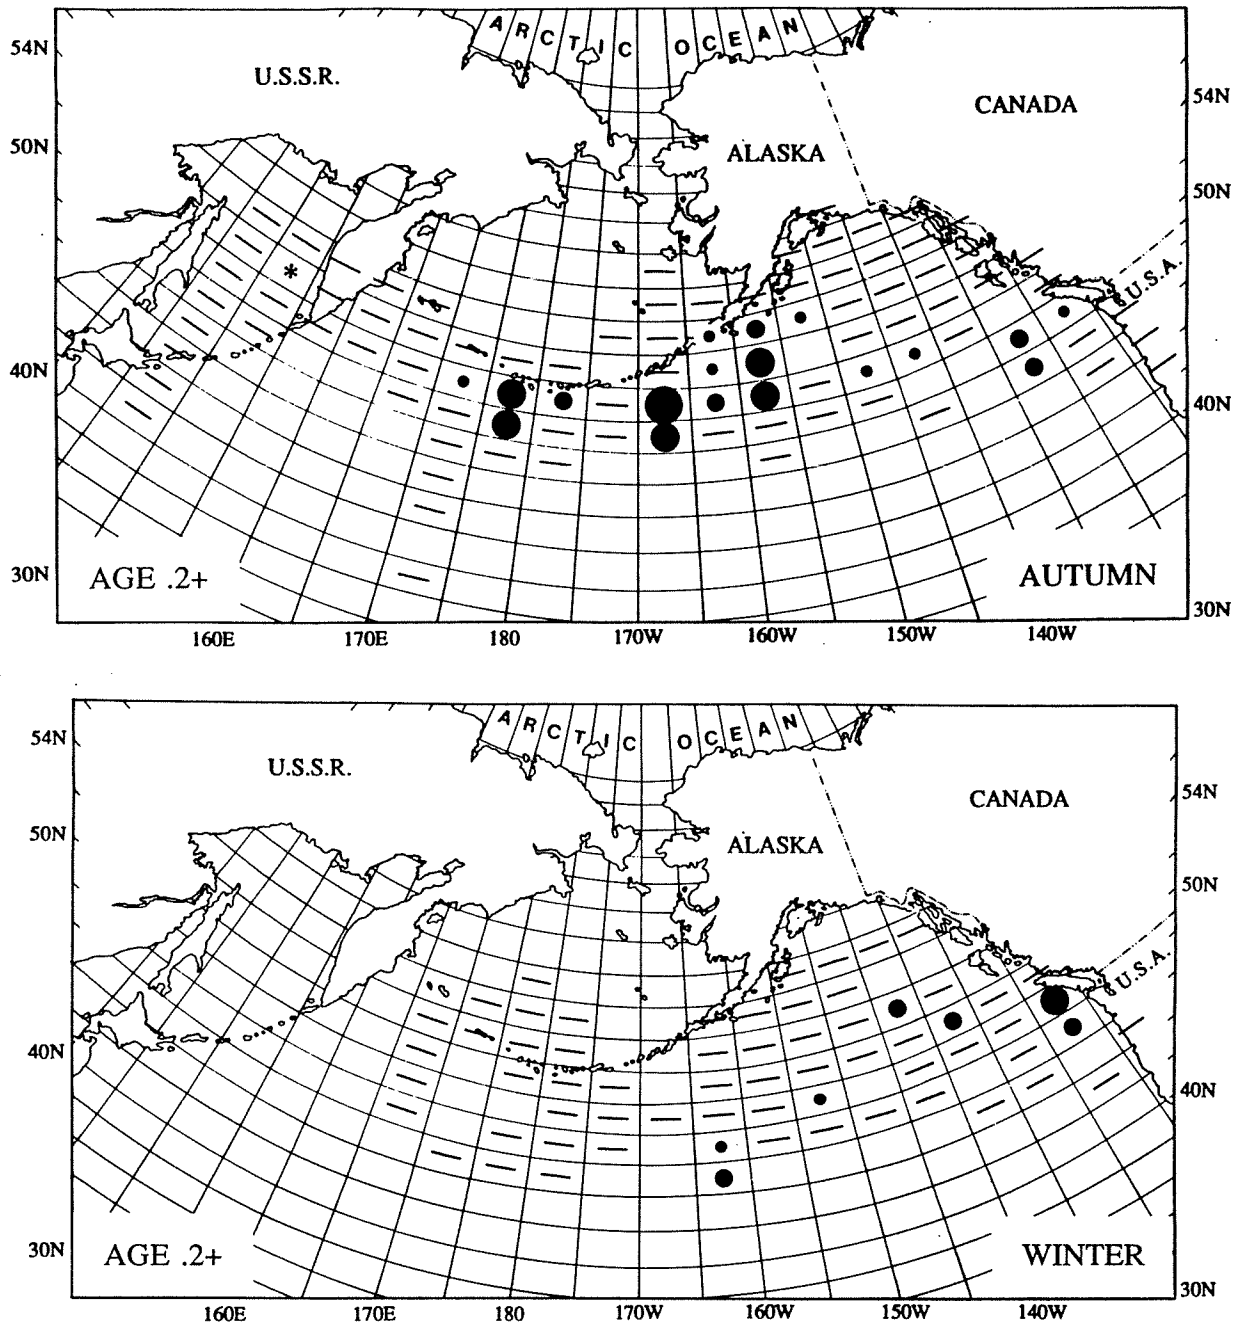 ARCTIC OCEAN
54N
U.S.S.R.
54N
CANADA
50N
ALASKA
50N
U.S.A.
*
40N
40N
30N
AGE .2+
AUTUMN
30N
160E 170E 180 170W 160W 150W 140W
ARCTIC OCEAN
54N
U.S.S.R.
54N
CANADA
50N
ALASKA
50N
U.S.A.
40N
40N
30N
AGE .2+
WINTER
30N
160E 170E 180 170W 160W 150W 140W